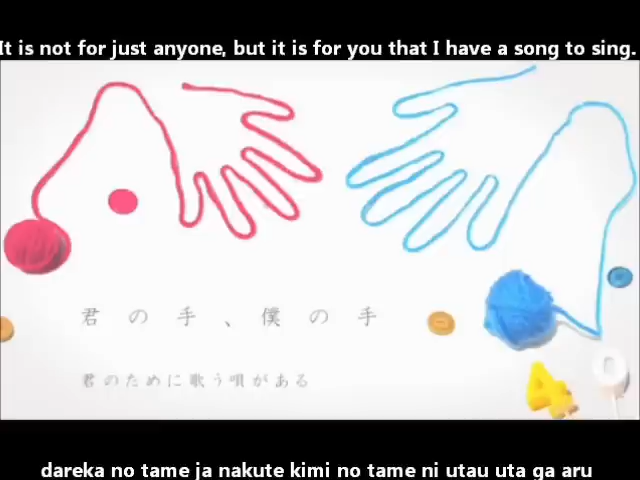 It is not for just anyone, but it is for you that I have a song to sing.
君の手、僕の手
君のために歌う唄がある
4
0
dareka no tame ja nakute kimi no tame ni utau uta ga aru